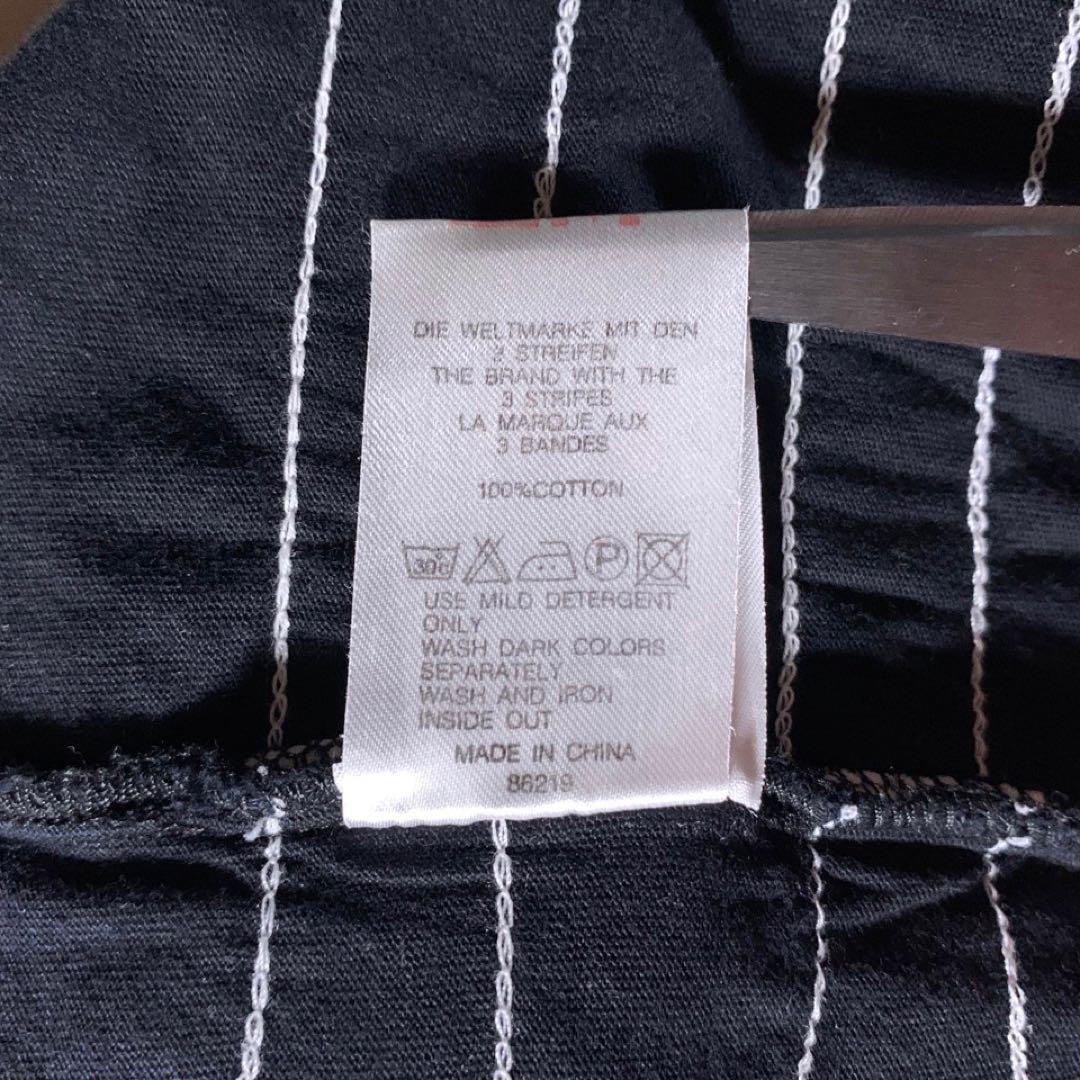 DIE WELTMARKE MIT DEN
3 STREIFEN
THE BRAND WITH THE
3 STRIPES
LA MARQUE AUX
3 BANDES
100%COTTON
30°C P
USE MILD DETERGENT
ONLY
WASH DARK COLORS
SEPARATELY
WASH AND IRON
INSIDE OUT
MADE IN CHINA
86219